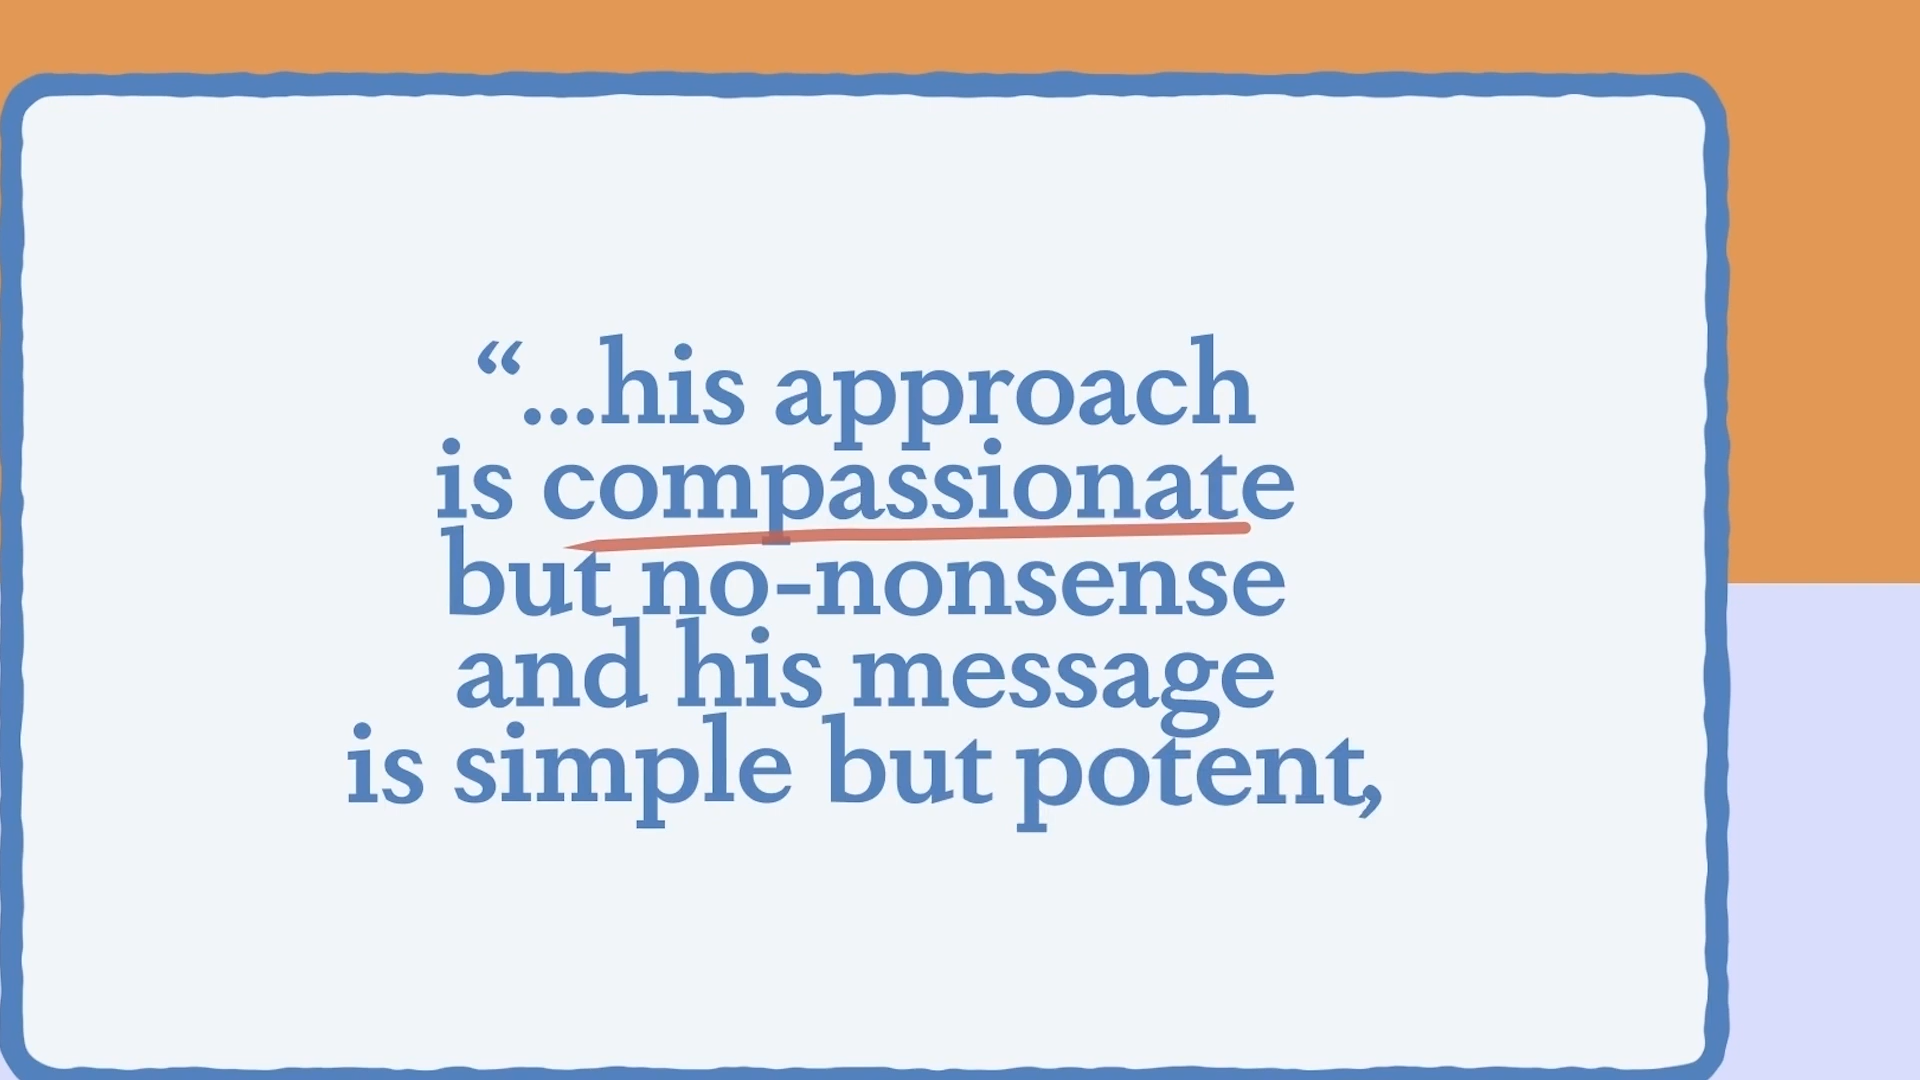 “...his approach
is compassionate
but no-nonsense
and his message
is simple but potent,